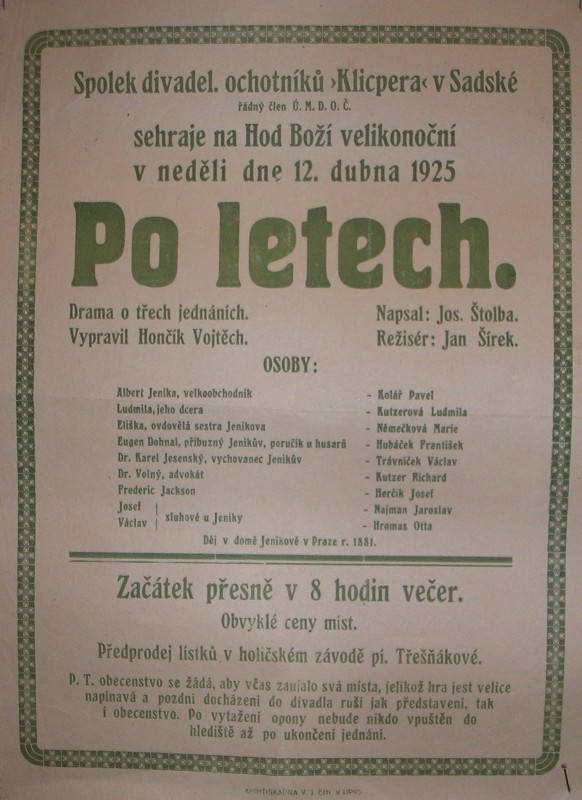 Spolek divadel. ochotníků ›Klicpera‹ v Sadské
řádný člen Ú. M. D. O. Č.
sehraje na Hod Boží velikonoční
v neděli dne 12. dubna 1925
Po letech.
Drama o třech jednáních.
Napsal: Jos. Štolba.
Vypravil Hončík Vojtěch.
Režisér: Jan Šírek.
OSOBY:
Albert Jenika, velkoobchodník - Kolář Pavel
Ludmila, jeho dcera - Kutzerová Ludmila
Eliška, ovdovělá sestra Jenikova - Němečková Marie
Eugen Dohnal, příbuzný Jenikův, poručík u husarů - Hubáček František
Dr. Karel Jesenský, vychovanec Jenikův - Trávníček Václav
Dr. Volný, advokát - Kutzer Richard
Frederic Jackson - Herčík Josef
Josef - Najman Jaroslav
sluhové u Jeniky
Václav - Hromas Otta
Děj v domě Jenikově v Praze r. 1881.
Začátek přesně v 8 hodin večer.
Obvyklé ceny míst.
Předprodej lístků v holičském závodě pí. Třešňákové.
P. T. obecenstvo se žádá, aby včas zaujalo svá místa, jelikož hra jest velice
napínavá a pozdní docházení do divadla ruší jak představení, tak
i obecenstvo. Po vytažení opony nebude nikdo vpuštěn do
hlediště až po ukončení jednání.